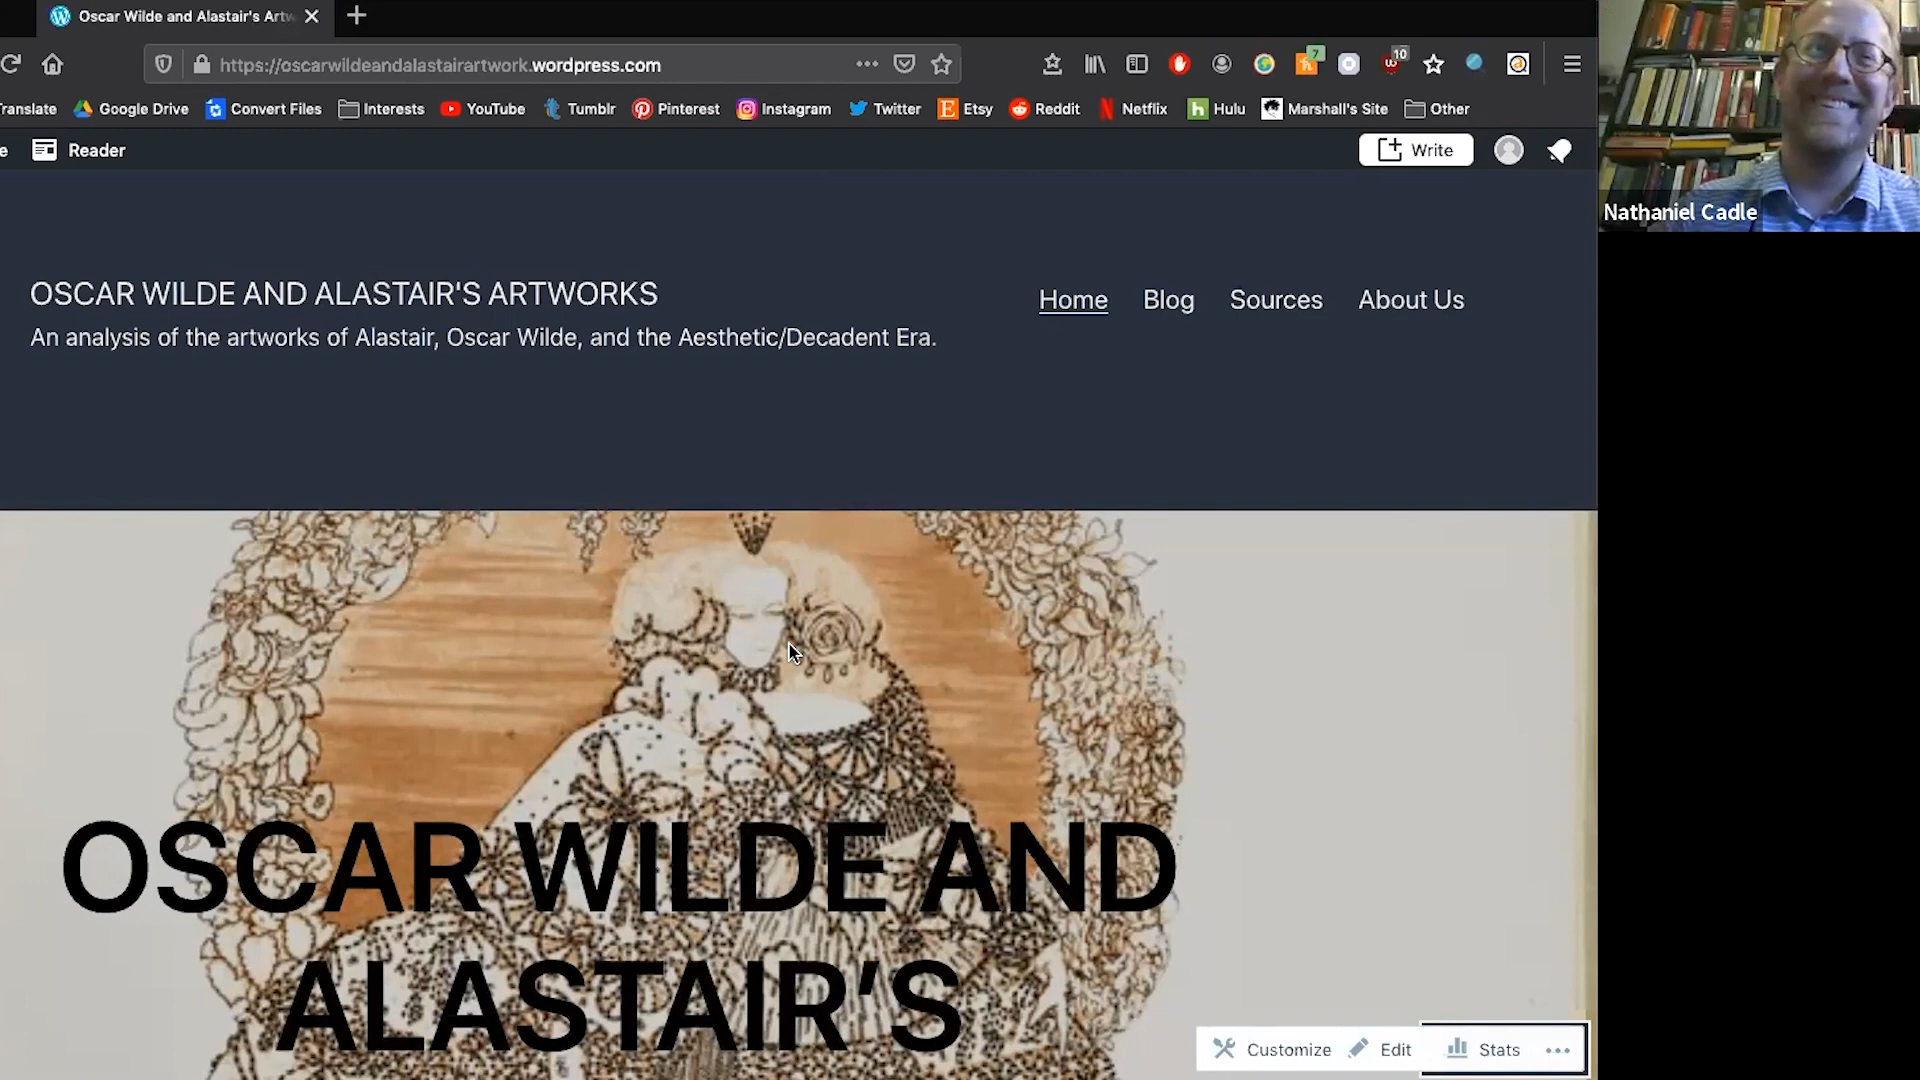 Oscar Wilde and Alastair's Artw
https://oscarwildeandalastairartwork.wordpress.com
7
10
ranslate Google Drive Convert Files Interests YouTube Tumblr Pinterest Instagram Twitter Etsy Reddit Netflix Hulu Marshall's Site Other
e Reader Write
Nathaniel Cadle
OSCAR WILDE AND ALASTAIR'S ARTWORKS
Home Blog Sources About Us
An analysis of the artworks of Alastair, Oscar Wilde, and the Aesthetic/Decadent Era.
OSCAR WILDE AND
ALASTAIR'S
Customize Edit Stats